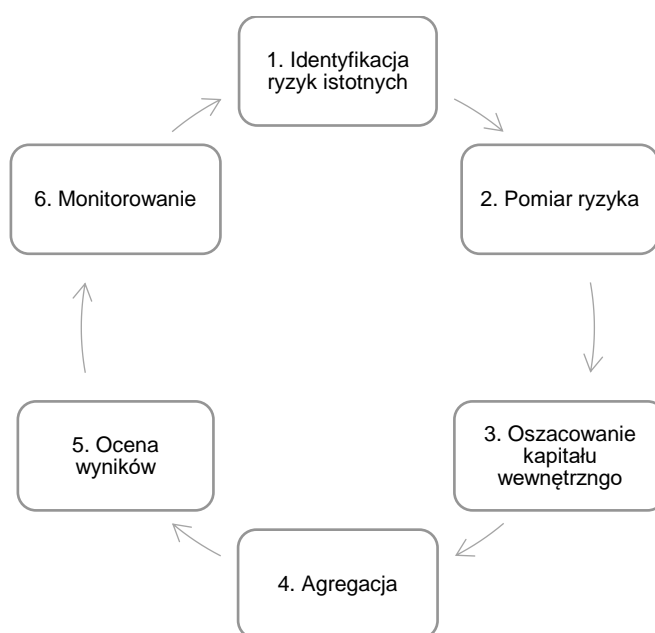 1. Identyfikacja
ryzyk istotnych
2. Pomiar ryzyka
3. Oszacowanie
kapitału
wewnętrzngo
4. Agregacja
5. Ocena
wyników
6. Monitorowanie